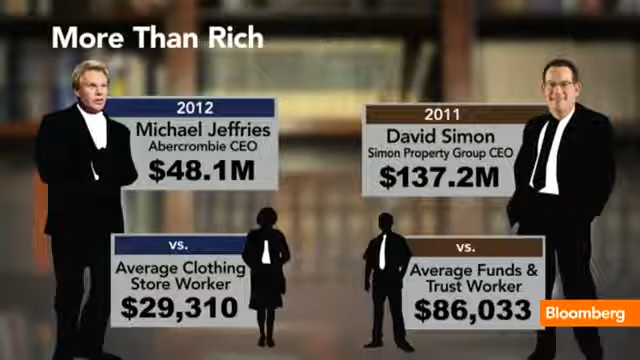 More Than Rich
2012
Michael Jeffries
Abercrombie CEO
$48.1M
vs.
Average Clothing
Store Worker
$29,310
2011
David Simon
Simon Property Group CEO
$137.2M
vs.
Average Funds &
Trust Worker
$86,033
Bloomberg